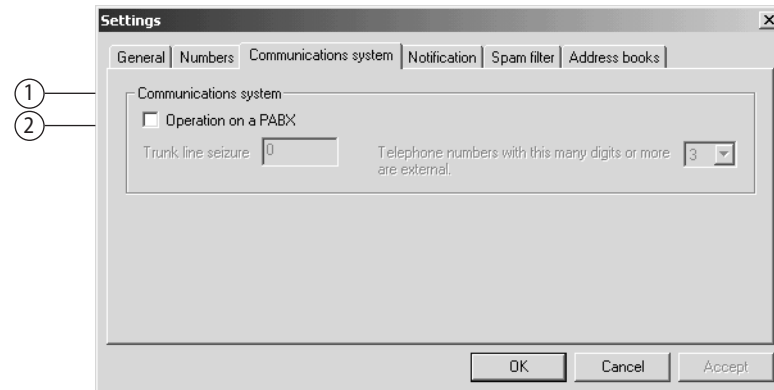 Settings
General Numbers Communications system Notification Spam filter Address books
1 Communications system
2 Operation on a PABX
Trunk line seizure 0 Telephone numbers with this many digits or more are external. 3
OK Cancel Accept